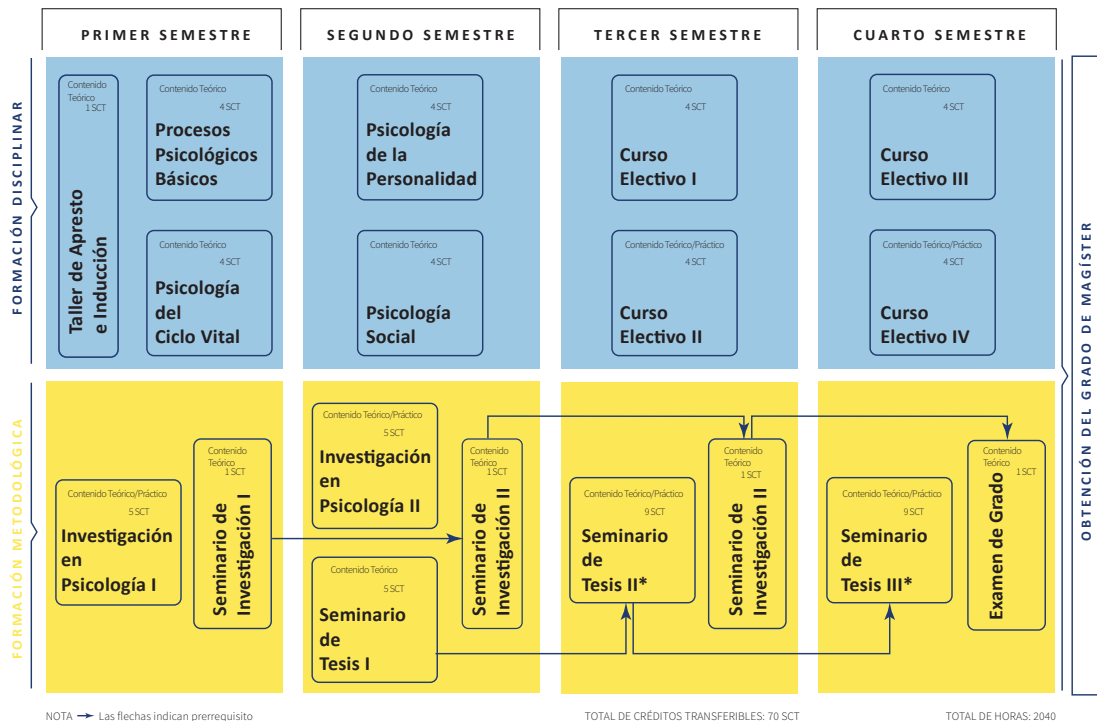 PRIMER SEMESTRE
SEGUNDO SEMESTRE
TERCER SEMESTRE
CUARTO SEMESTRE
FORMACIÓN DISCIPLINAR
Contenido
Teórico
1 SCT
Taller de Apresto
e Inducción
Contenido Teórico
4 SCT
Procesos
Psicológicos
Básicos
Contenido Teórico
4 SCT
Psicología
del
Ciclo Vital
Contenido Teórico
4 SCT
Psicología
de la
Personalidad
Contenido Teórico
4 SCT
Psicología
Social
Contenido Teórico
4 SCT
Curso
Electivo I
Contenido Teórico/Práctico
4 SCT
Curso
Electivo II
Contenido Teórico
4 SCT
Curso
Electivo III
Contenido Teórico/Práctico
4 SCT
Curso
Electivo IV
FORMACIÓN METODOLÓGICA
Contenido Teórico/Práctico
5 SCT
Investigación
en
Psicología I
Contenido
Teórico
1 SCT
Seminario de
Investigación I
Contenido Teórico/Práctico
5 SCT
Investigación
en
Psicología II
Contenido Teórico
5 SCT
Seminario
de
Tesis I
Contenido
Teórico
1 SCT
Seminario de
Investigación II
Contenido Teórico/Práctico
9 SCT
Seminario
de
Tesis II*
Contenido
Teórico
1 SCT
Seminario de
Investigación II
Contenido Teórico/Práctico
9 SCT
Seminario
de
Tesis III*
Contenido
Teórico
1 SCT
Examen de Grado
OBTENCIÓN DEL GRADO DE MAGÍSTER
NOTA → Las flechas indican prerrequisito
TOTAL DE CRÉDITOS TRANSFERIBLES: 70 SCT
TOTAL DE HORAS: 2040